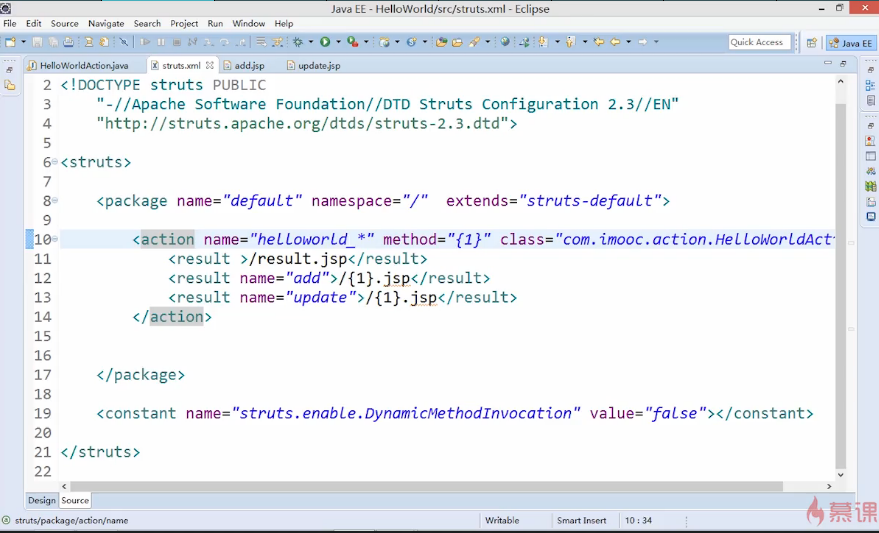 Java EE - HelloWorld/src/struts.xml - Eclipse
File Edit Source Navigate Search Project Run Window Help
Quick Access Java EE
HelloWorldAction.java struts.xml add.jsp update.jsp
2 <!DOCTYPE struts PUBLIC
3 "-//Apache Software Foundation//DTD Struts Configuration 2.3//EN"
4 "http://struts.apache.org/dtds/struts-2.3.dtd">
5
6 <struts>
7
8 <package name="default" namespace="/"  extends="struts-default">
9
10 <action name="helloworld_*" method="{1}" class="com.imooc.action.HelloWorldActi
11 <result >/result.jsp</result>
12 <result name="add">/{1}.jsp</result>
13 <result name="update">/{1}.jsp</result>
14 </action>
15
16
17 </package>
18
19 <constant name="struts.enable.DynamicMethodInvocation" value="false"></constant>
20
21 </struts>
22
Design Source
struts/package/action/name Writable Smart Insert 10 : 34
慕课